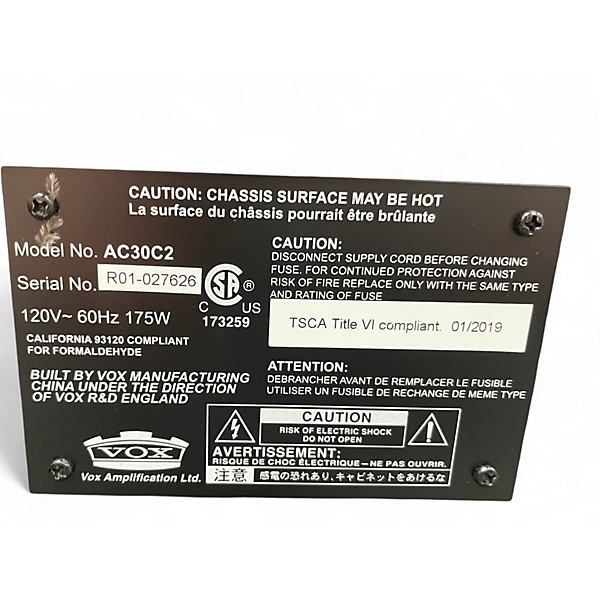 CAUTION: CHASSIS SURFACE MAY BE HOT
La surface du châssis pourrait être brûlante
Model No. AC30C2
Serial No. R01-027626
120V~ 60Hz 175W
CALIFORNIA 93120 COMPLIANT
FOR FORMALDEHYDE
BUILT BY VOX MANUFACTURING
CHINA UNDER THE DIRECTION
OF VOX R&D ENGLAND
VOX
Vox Amplification Ltd.
SA ®
C US
173259
CAUTION:
DISCONNECT SUPPLY CORD BEFORE CHANGING
FUSE. FOR CONTINUED PROTECTION AGAINST
RISK OF FIRE REPLACE ONLY WITH THE SAME TYPE
AND RATING OF FUSE
TSCA Title VI compliant. 01/2019
ATTENTION:
DEBRANCHER AVANT DE REMPLACER LE FUSIBLE
UTILISER UN FUSIBLE DE RECHANGE DE MEME TYPE
CAUTION
RISK OF ELECTRIC SHOCK
DO NOT OPEN
AVERTISSEMENT:
RISQUE DE CHOC ÉLECTRIQUE–NE PAS OUVRIR.
注意 感電の恐れあり、キャビネットをあけるな